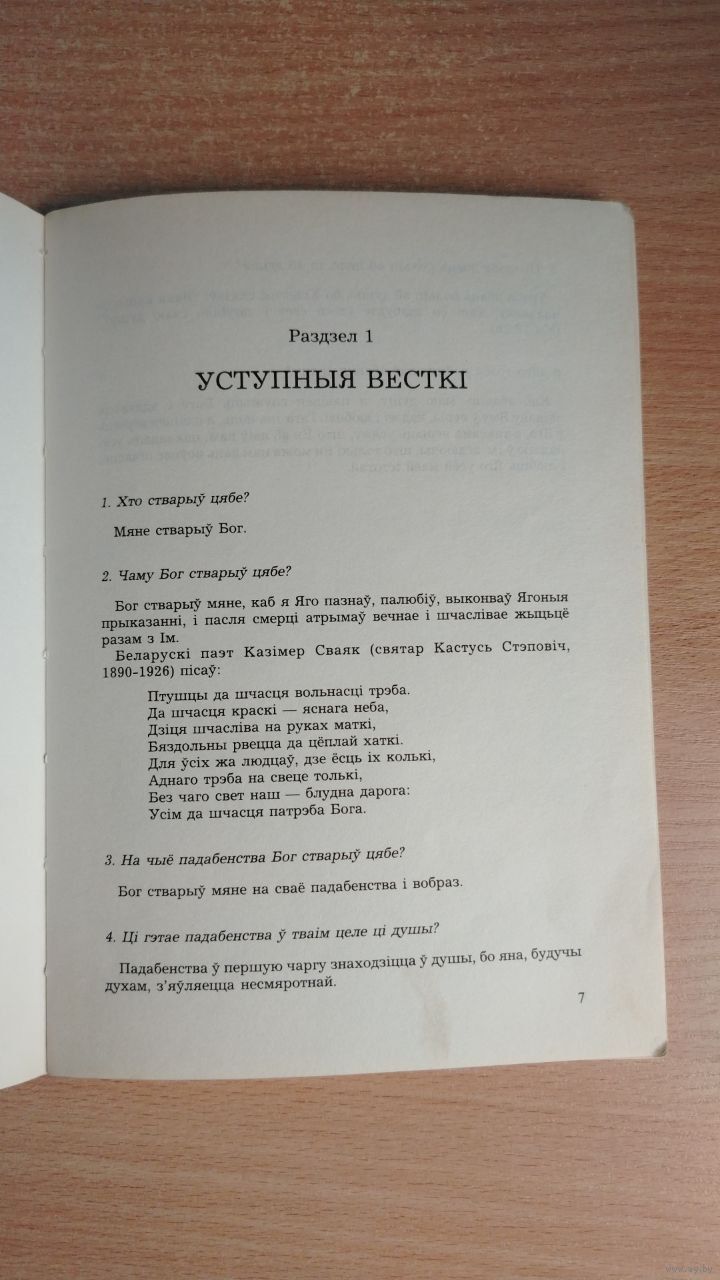 Раздзел 1
УСТУПНЫЯ ВЕСТКІ
1. Хто стварыў цябе?
Мяне стварыў Бог.
2. Чаму Бог стварыў цябе?
Бог стварыў мяне, каб я Яго пазнаў, палюбіў, выконваў Ягоныя
прыказанні, і пасля смерці атрымаў вечнае і шчаслівае жыцьцё
разам з Ім.
Беларускі паэт Казімер Сваяк (святар Кастусь Стэповіч,
1890-1926) пісаў:
Птушцы да шчасця вольнасці трэба.
Да шчасця краскі — яснага неба,
Дзіця шчасліва на руках маткі,
Бяздольны рвецца да цёплай хаткі.
Для ўсіх жа людцаў, дзе ёсць іх колькі,
Аднаго трэба на свеце толькі,
Без чаго свет наш — блудна дарога:
Усім да шчасця патрэба Бога.
3. На чыё падабенства Бог стварыў цябе?
Бог стварыў мяне на сваё падабенства і вобраз.
4. Ці гэтае падабенства ў тваім целе ці душы?
Падабенства ў першую чаргу знаходзіцца ў душы, бо яна, будучы
духам, з'яўляецца несмяротнай.
7
www.ay.by